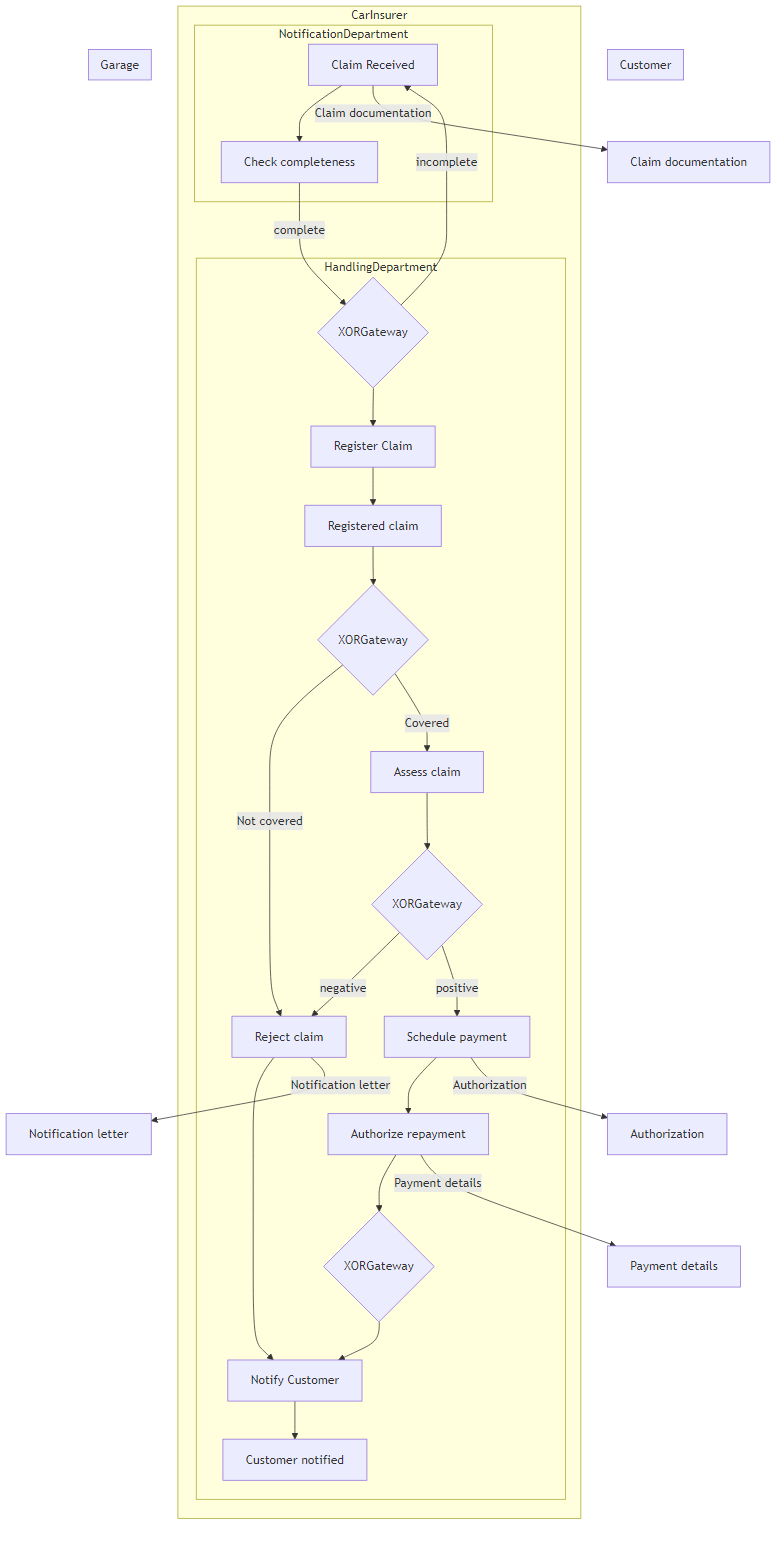 CarInsurer
NotificationDepartment
Garage
Claim Received
Customer
Claim documentation
Check completeness
incomplete
Claim documentation
complete
HandlingDepartment
XORGateway
Register Claim
Registered claim
XORGateway
Covered
Assess claim
Not covered
XORGateway
negative
positive
Reject claim
Schedule payment
Notification letter
Authorization
Notification letter
Authorize repayment
Authorization
Payment details
XORGateway
Payment details
Notify Customer
Customer notified